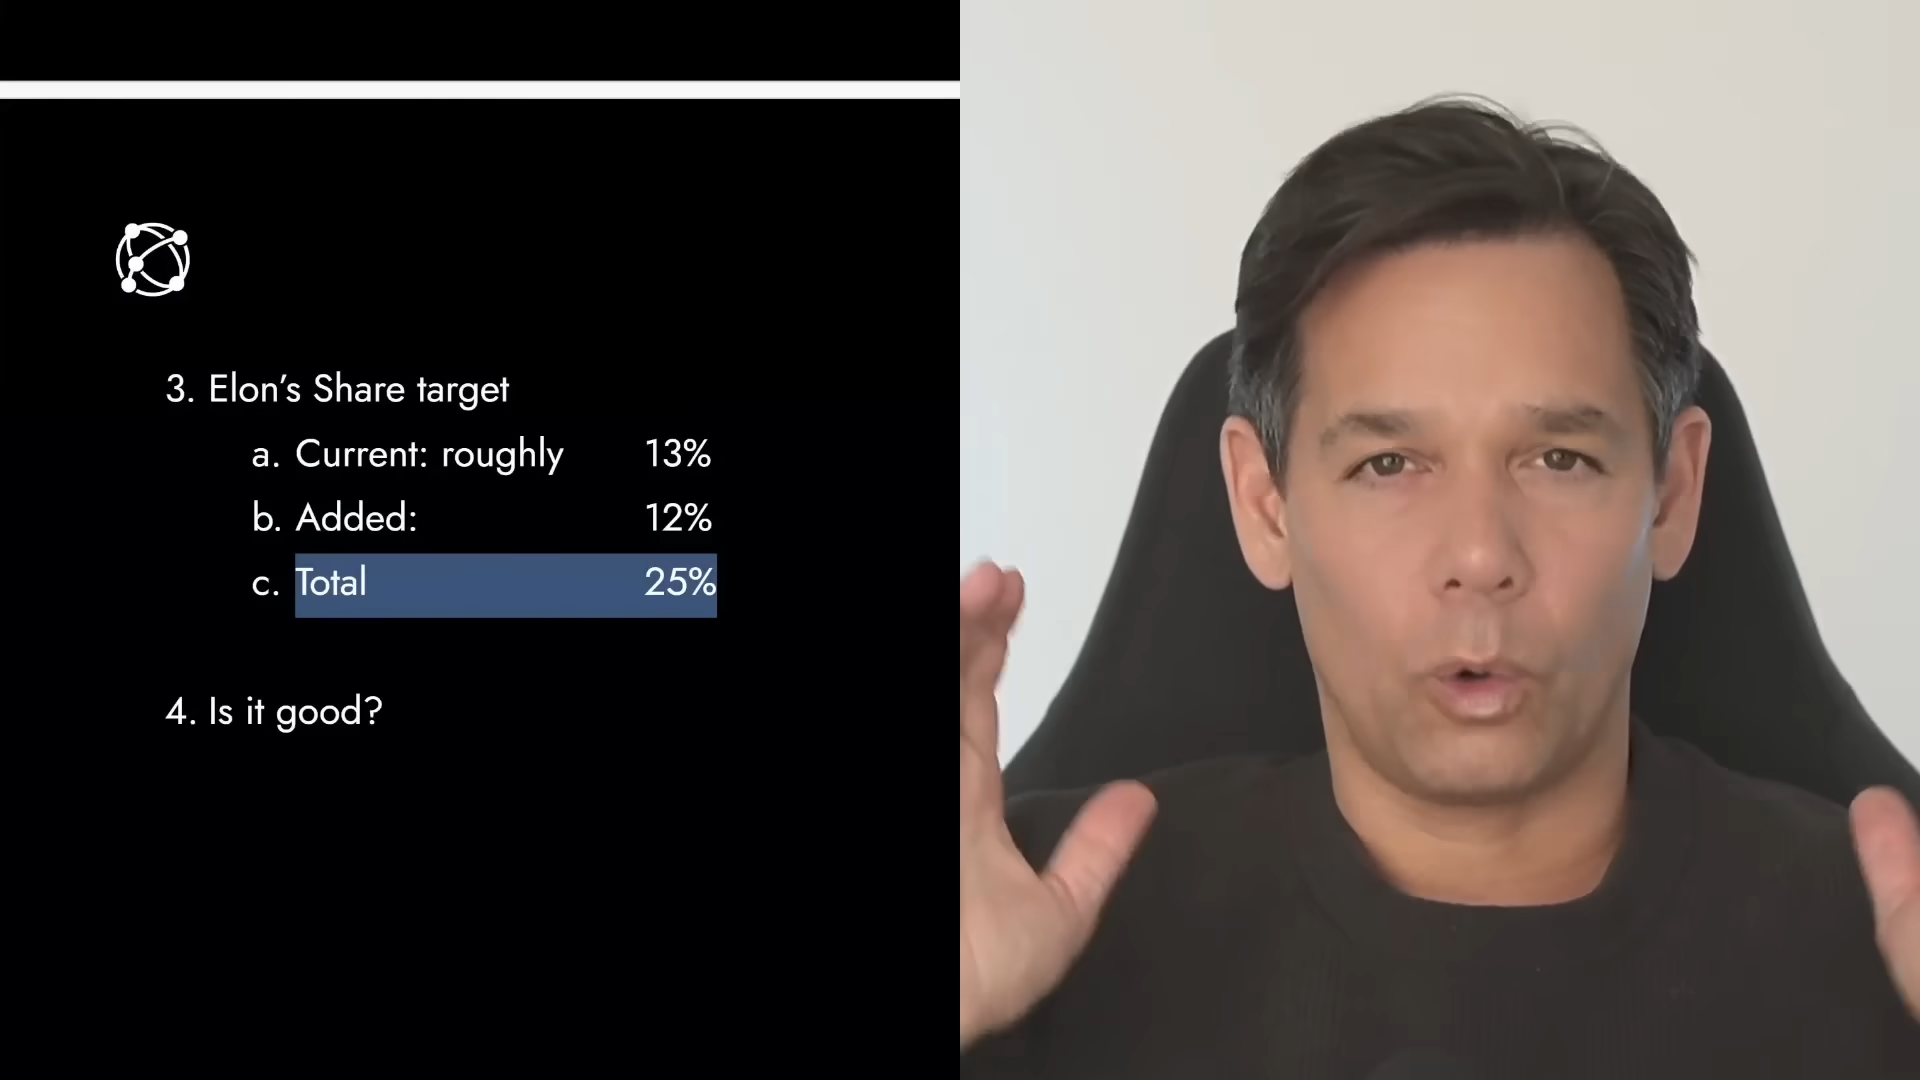 3. Elon’s Share target
a. Current: roughly 13%
b. Added: 12%
c. Total 25%
4. Is it good?